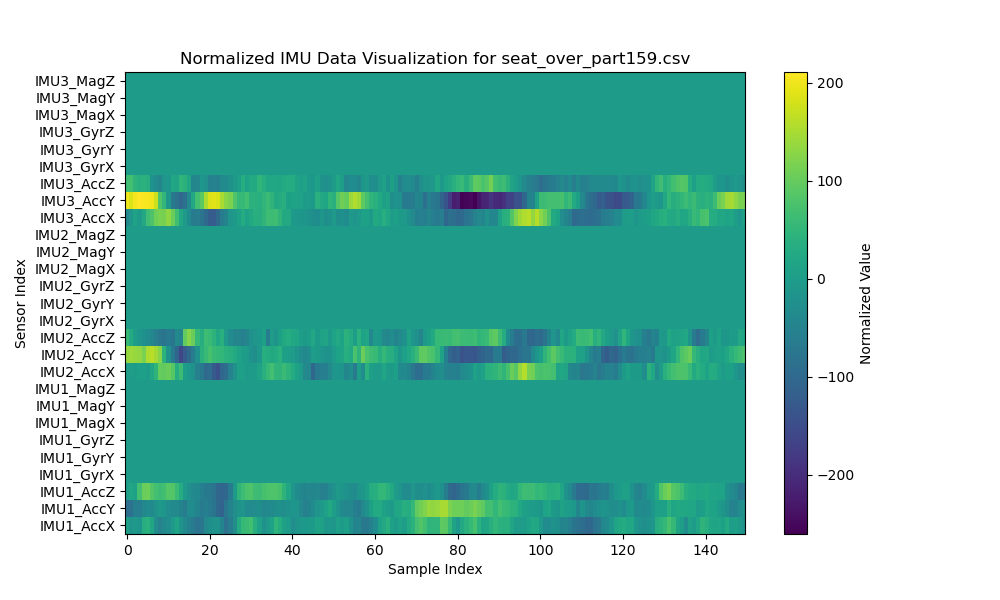 Normalized IMU Data Visualization for seat_over_part159.csv
IMU3_MagZ
IMU3_MagY
IMU3_MagX
IMU3_GyrZ
IMU3_GyrY
IMU3_GyrX
IMU3_AccZ
IMU3_AccY
IMU3_AccX
IMU2_MagZ
IMU2_MagY
IMU2_MagX
IMU2_GyrZ
IMU2_GyrY
IMU2_GyrX
IMU2_AccZ
IMU2_AccY
IMU2_AccX
IMU1_MagZ
IMU1_MagY
IMU1_MagX
IMU1_GyrZ
IMU1_GyrY
IMU1_GyrX
IMU1_AccZ
IMU1_AccY
IMU1_AccX
Sensor Index
0 20 40 60 80 100 120 140
Sample Index
200
100
0
−100
−200
Normalized Value